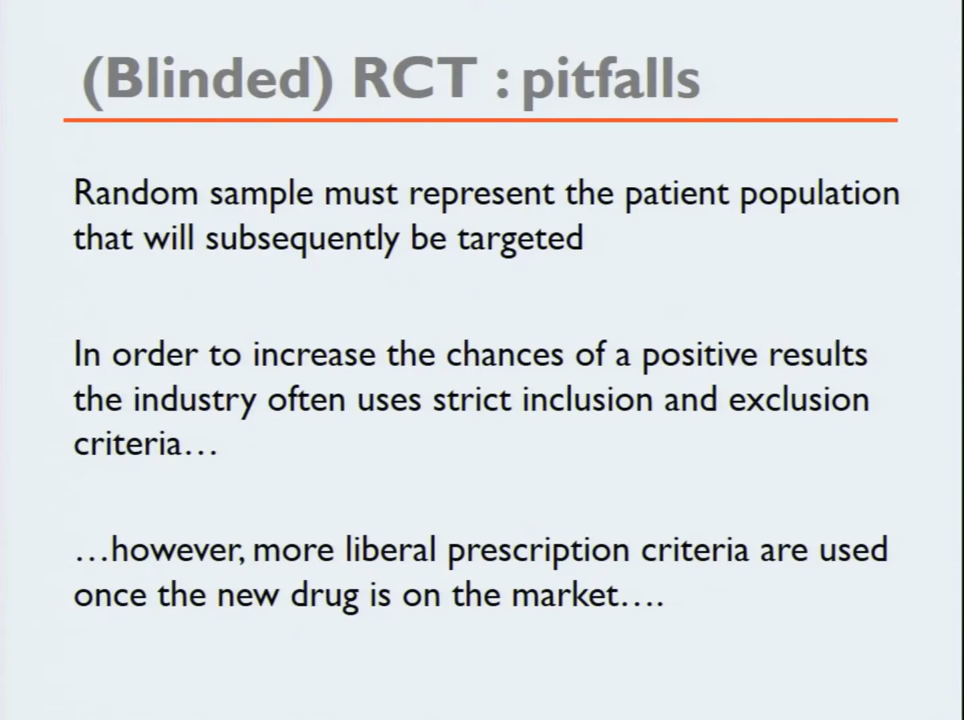 (Blinded) RCT : pitfalls
Random sample must represent the patient population
that will subsequently be targeted
In order to increase the chances of a positive results
the industry often uses strict inclusion and exclusion
criteria…
…however, more liberal prescription criteria are used
once the new drug is on the market….